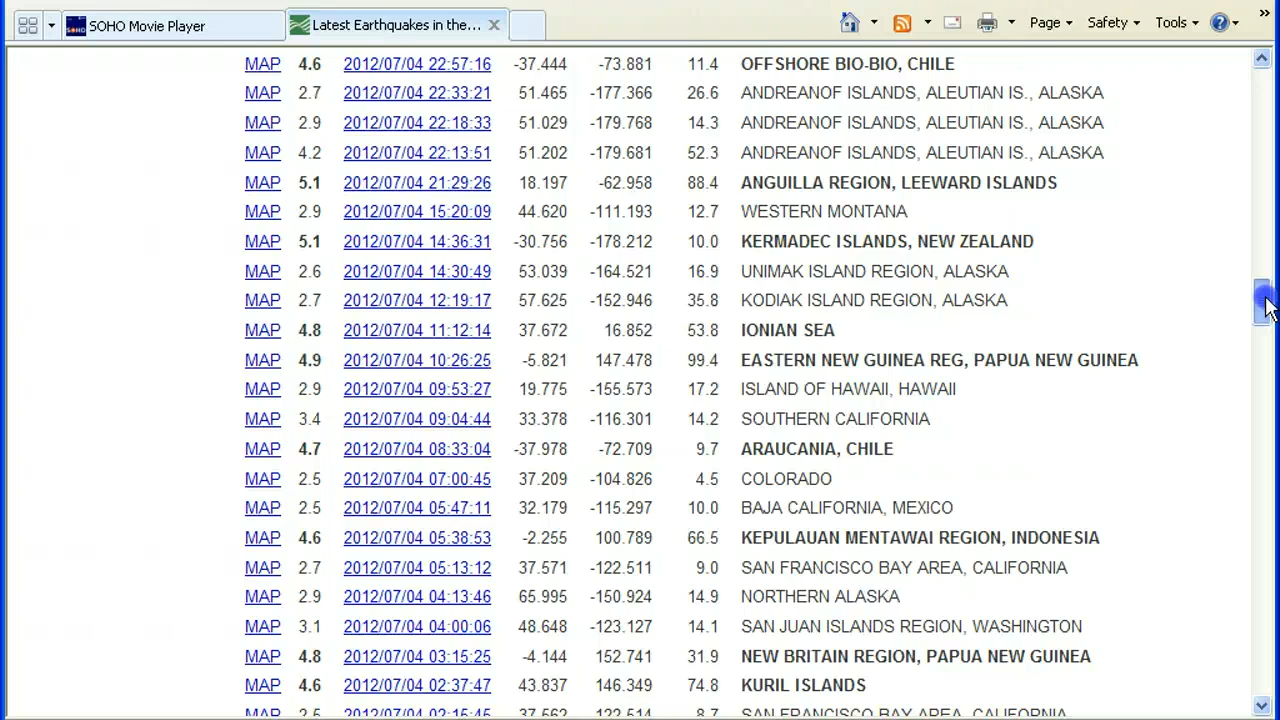 SOHO Movie Player Latest Earthquakes in the... Page Safety Tools
MAP 4.6 2012/07/04 22:57:16 -37.444 -73.881 11.4 OFFSHORE BIO-BIO, CHILE
MAP 2.7 2012/07/04 22:33:21 51.465 -177.366 26.6 ANDREANOF ISLANDS, ALEUTIAN IS., ALASKA
MAP 2.9 2012/07/04 22:18:33 51.029 -179.768 14.3 ANDREANOF ISLANDS, ALEUTIAN IS., ALASKA
MAP 4.2 2012/07/04 22:13:51 51.202 -179.681 52.3 ANDREANOF ISLANDS, ALEUTIAN IS., ALASKA
MAP 5.1 2012/07/04 21:29:26 18.197 -62.958 88.4 ANGUILLA REGION, LEEWARD ISLANDS
MAP 2.9 2012/07/04 15:20:09 44.620 -111.193 12.7 WESTERN MONTANA
MAP 5.1 2012/07/04 14:36:31 -30.756 -178.212 10.0 KERMADEC ISLANDS, NEW ZEALAND
MAP 2.6 2012/07/04 14:30:49 53.039 -164.521 16.9 UNIMAK ISLAND REGION, ALASKA
MAP 2.7 2012/07/04 12:19:17 57.625 -152.946 35.8 KODIAK ISLAND REGION, ALASKA
MAP 4.8 2012/07/04 11:12:14 37.672 16.852 53.8 IONIAN SEA
MAP 4.9 2012/07/04 10:26:25 -5.821 147.478 99.4 EASTERN NEW GUINEA REG, PAPUA NEW GUINEA
MAP 2.9 2012/07/04 09:53:27 19.775 -155.573 17.2 ISLAND OF HAWAII, HAWAII
MAP 3.4 2012/07/04 09:04:44 33.378 -116.301 14.2 SOUTHERN CALIFORNIA
MAP 4.7 2012/07/04 08:33:04 -37.978 -72.709 9.7 ARAUCANIA, CHILE
MAP 2.5 2012/07/04 07:00:45 37.209 -104.826 4.5 COLORADO
MAP 2.5 2012/07/04 05:47:11 32.179 -115.297 10.0 BAJA CALIFORNIA, MEXICO
MAP 4.6 2012/07/04 05:38:53 -2.255 100.789 66.5 KEPULAUAN MENTAWAI REGION, INDONESIA
MAP 2.7 2012/07/04 05:13:12 37.571 -122.511 9.0 SAN FRANCISCO BAY AREA, CALIFORNIA
MAP 2.9 2012/07/04 04:13:46 65.995 -150.924 14.9 NORTHERN ALASKA
MAP 3.1 2012/07/04 04:00:06 48.648 -123.127 14.1 SAN JUAN ISLANDS REGION, WASHINGTON
MAP 4.8 2012/07/04 03:15:25 -4.144 152.741 31.9 NEW BRITAIN REGION, PAPUA NEW GUINEA
MAP 4.6 2012/07/04 02:37:47 43.837 146.349 74.8 KURIL ISLANDS
MAP 2012/07/04 SAN FRANCISCO BAY AREA, CALIFORNIA